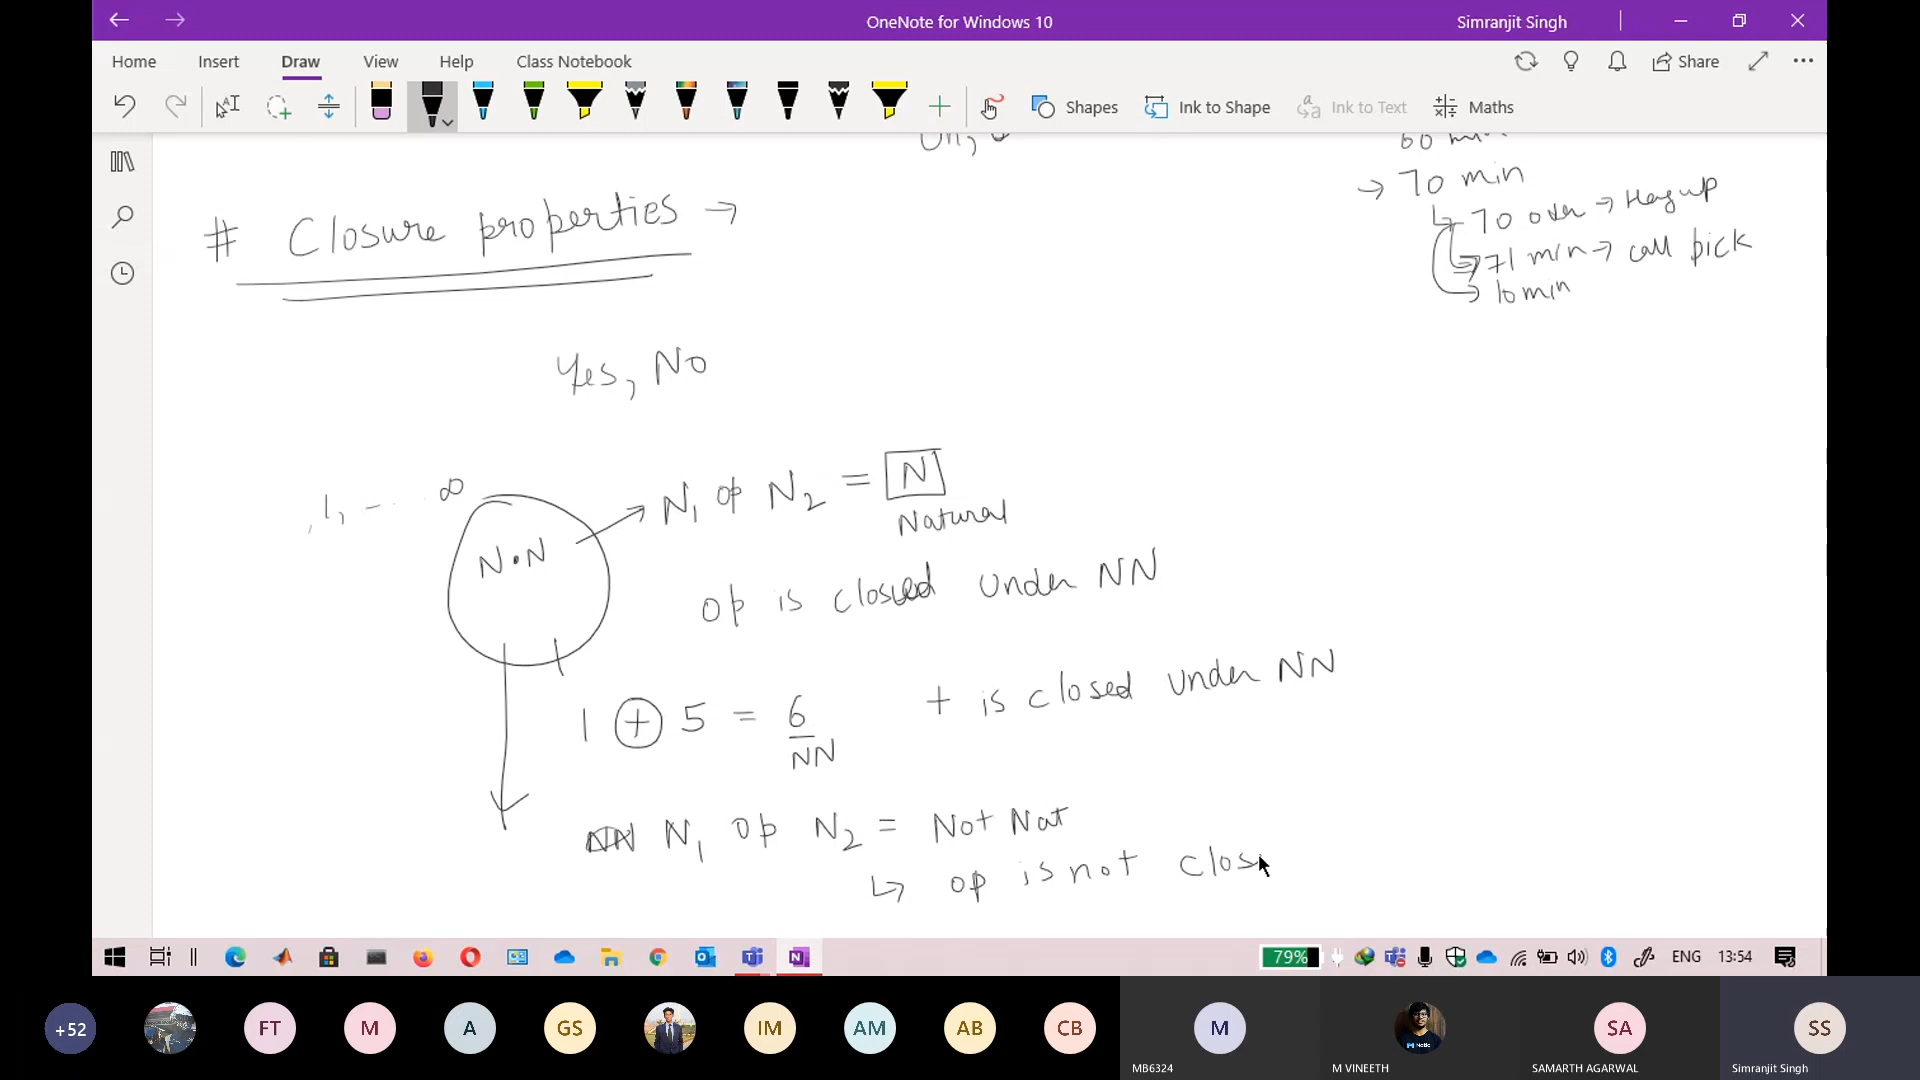 OneNote for Windows 10
Simranjit Singh
Home Insert Draw View Help Class Notebook
Share
Shapes Ink to Shape Ink to Text Maths
60 min
→ 70 min
↳ 70 over → Hangup
→ 71 min → call pick
→ 10 min
# Closure properties →
Yes, No
, 1, - .. ∞
N.N
→ N₁ op N₂ = N
Natural
op is closed under NN
1 + 5 = 6
NN
+ is closed under NN
N₁ op N₂ = Not Nat
↳ op is not clos
79%
ENG 13:54
+52 FT M A GS IM AM AB CB M SA SS
Notic
MB6324 M VINEETH SAMARTH AGARWAL Simranjit Singh